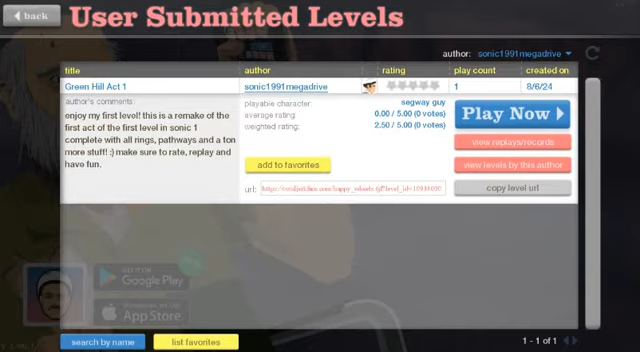 back
User Submitted Levels
author: sonic1991megadrive
title author rating play count created on
Green Hill Act 1 sonic1991megadrive 1 8/6/24
author's comments:
enjoy my first level! this is a remake of the
first act of the first level in sonic 1
complete with all rings, pathways and a ton
more stuff! :) make sure to rate, replay and
have fun.
playable character: segway guy
average rating: 0.00 / 5.00 (0 votes)
weighted rating: 2.50 / 5.00 (0 votes)
add to favorites
url:
Play Now
view replays/records
view levels by this author
copy level url
GET IT ON
Google Play
App Store
search by name
list favorites
1 - 1 of 1